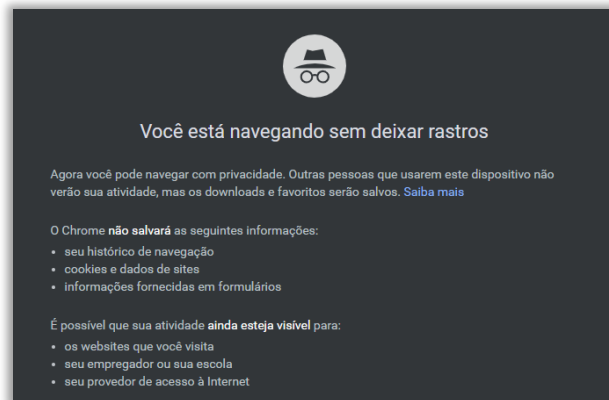 Você está navegando sem deixar rastros
Agora você pode navegar com privacidade. Outras pessoas que usarem este dispositivo não
verão sua atividade, mas os downloads e favoritos serão salvos. Saiba mais
O Chrome não salvará as seguintes informações:
• seu histórico de navegação
• cookies e dados de sites
• informações fornecidas em formulários
É possível que sua atividade ainda esteja visível para:
• os websites que você visita
• seu empregador ou sua escola
• seu provedor de acesso à Internet